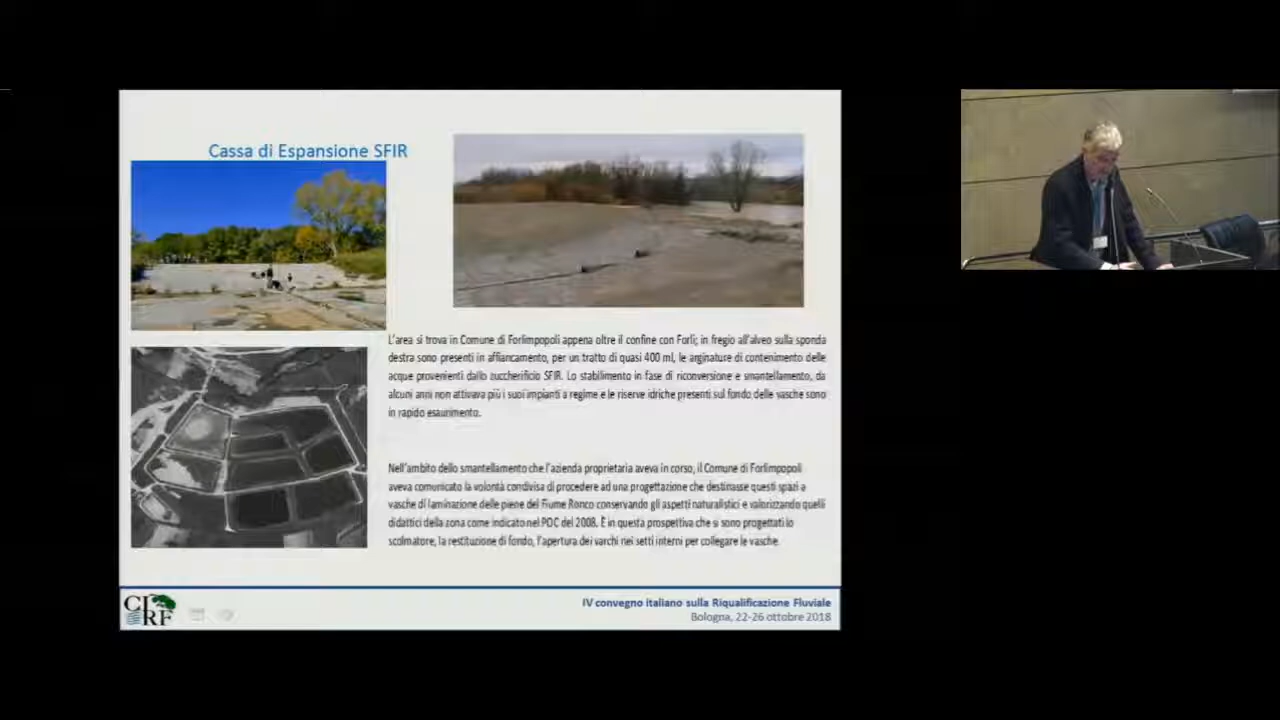 Cassa di Espansione SFIR
L'area si trova in Comune di Forlimpopoli appena oltre il confine con Forlì; in fregio all'alveo sulla sponda
destra sono presenti in affiancamento, per un tratto di quasi 400 ml, le arginature di contenimento delle
acque provenienti dallo zuccherificio SFIR. Lo stabilimento in fase di riconversione e smantellamento, da
alcuni anni non attivava più i suoi impianti a regime e le riserve idriche presenti sul fondo delle vasche sono
in rapido esaurimento.
Nell'ambito dello smantellamento che l'azienda proprietaria aveva in corso, il Comune di Forlimpopoli
aveva comunicato la volontà condivisa di procedere ad una progettazione che destinasse questi spazi a
vasche di laminazione delle piene del Fiume Ronco conservando gli aspetti naturalistici e valorizzando quelli
didattici della zona come indicato nel POC del 2008. È in questa prospettiva che si sono progettati lo
scolmatore, la restituzione di fondo, l'apertura dei varchi nei setti interni per collegare le vasche.
CIRF
IV convegno italiano sulla Riqualificazione Fluviale
Bologna, 22-26 ottobre 2018